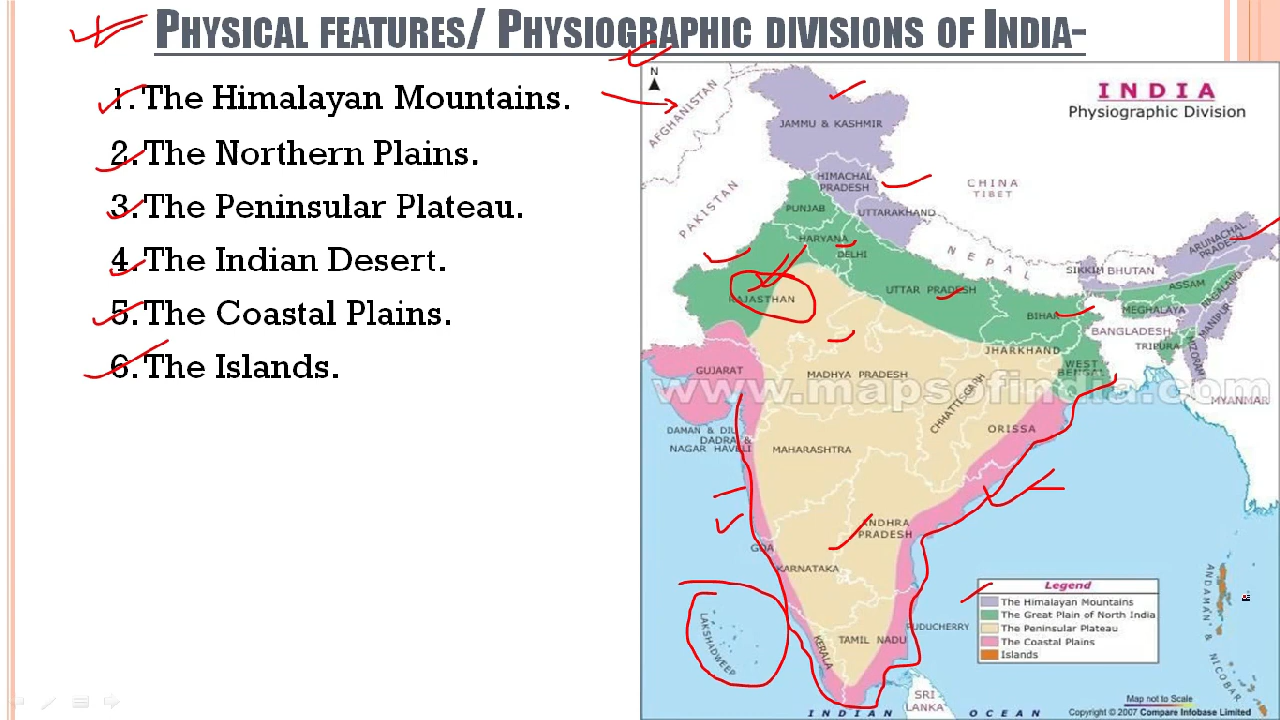 PHYSICAL FEATURES/ PHYSIOGRAPHIC DIVISIONS OF INDIA-
1. The Himalayan Mountains.
2. The Northern Plains.
3. The Peninsular Plateau.
4. The Indian Desert.
5. The Coastal Plains.
6. The Islands.
N
INDIA
Physiographic Division
AFGHANISTAN
JAMMU & KASHMIR
PAKISTAN
HIMACHAL
PRADESH
CHINA
TIBET
PUNJAB
UTTARAKHAND
HARYANA
DELHI
NEPAL
ARUNACHAL
PRADESH
SIKKIM
BHUTAN
RAJASTHAN
UTTAR PRADESH
ASSAM
NAGALAND
BIHAR
MEGHALAYA
MANIPUR
BANGLADESH
JHARKHAND
TRIPURA
MIZORAM
GUJARAT
MADHYA PRADESH
WEST
BENGAL
www.mapsofindia.com
CHHATTISGARH
MYANMAR
DAMAN & DIU
DADRA &
NAGAR HAVELI
MAHARASHTRA
ORISSA
ANDHRA
PRADESH
GOA
KARNATAKA
LAKSHADWEEP
KERALA
TAMIL NADU
PUDUCHERRY
ANDAMAN & NICOBAR
Legend
The Himalayan Mountains
The Great Plain of North India
The Peninsular Plateau
The Coastal Plains
Islands
SRI
LANKA
Map not to Scale
INDIAN OCEAN
Copyright © 2007 Compare Infobase Limited